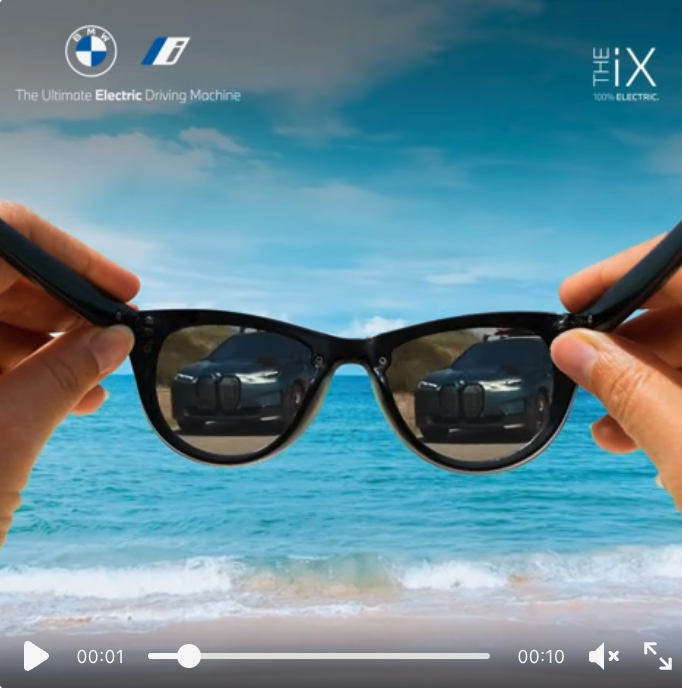 BMW
i
The Ultimate Electric Driving Machine
THE iX
100% ELECTRIC.
00:01
00:10